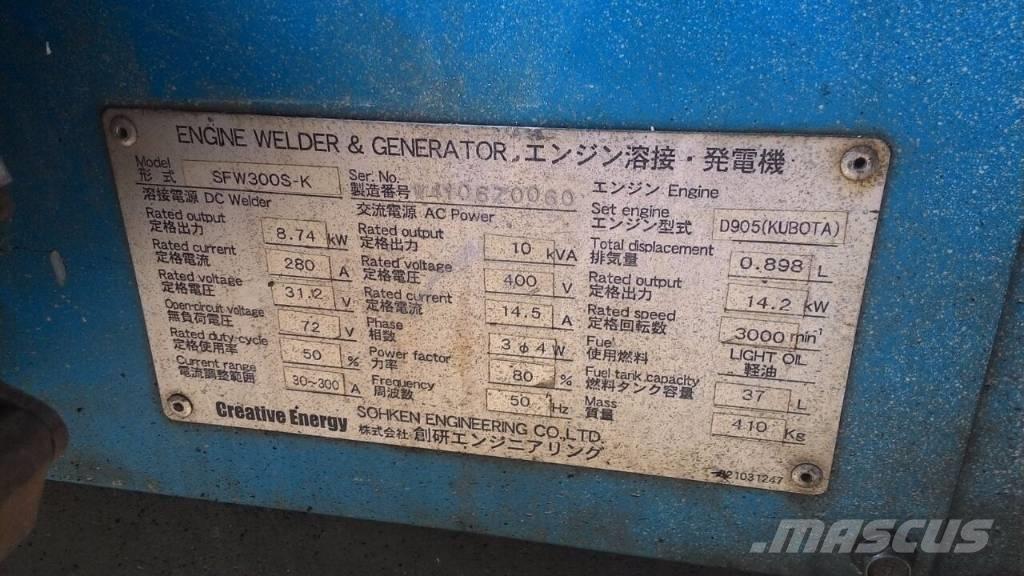 ENGINE WELDER & GENERATOR エンジン溶接・発電機
Model
形 式 SFW300S-K
溶接電源 DC Welder
Rated output
定格出力 8.74 kW
Rated current
定格電流 280 A
Rated voltage
定格電圧 31.2 V
Open-circuit voltage
無負荷電圧 72 V
Rated duty-cycle
定格使用率 50 %
Current range
電流調整範囲 30~300 A
Ser. No.
製造番号
交流電源 AC Power
Rated output
定格出力 10 kVA
Rated voltage
定格電圧 400 V
Rated current
定格電流 14.5 A
Phase
相数 3φ4W
Power factor
力率 80 %
Frequency
周波数 50 Hz
エンジン Engine
Set engine
エンジン型式 D905(KUBOTA)
Total displacement
排気量 0.898 L
Rated output
定格出力 14.2 kW
Rated speed
定格回転数 3000 min⁻¹
Fuel
使用燃料 LIGHT OIL
軽油
Fuel tank capacity
燃料タンク容量 37 L
Mass
質量 410 Kg
Creative Energy
SOHKEN ENGINEERING CO.,LTD.
株式会社 創研エンジニアリング
MASCUS